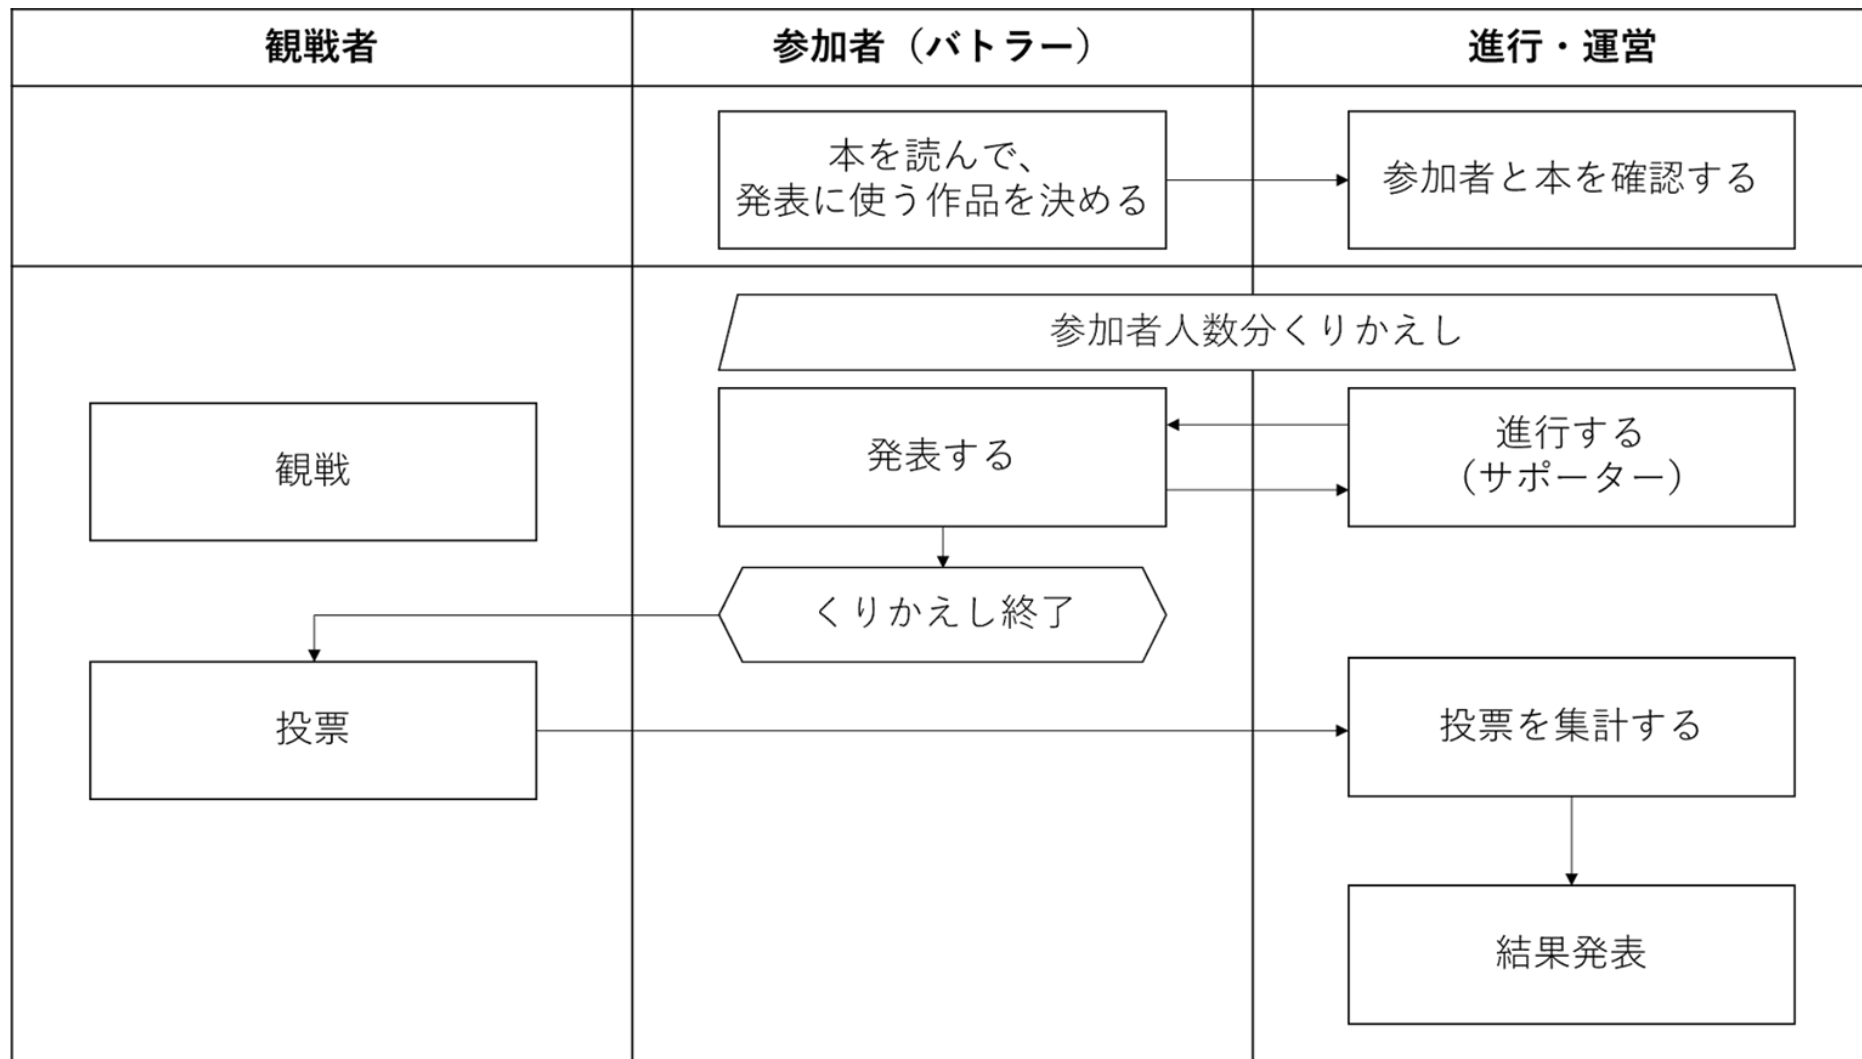 観戦者
参加者（バトラー）
進行・運営
本を読んで、
発表に使う作品を決める
参加者と本を確認する
参加者人数分くりかえし
観戦
発表する
進行する
（サポーター）
くりかえし終了
投票
投票を集計する
結果発表